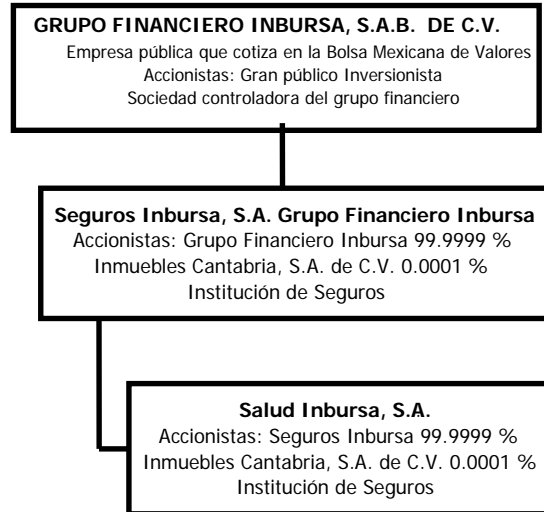 GRUPO FINANCIERO INBURSA, S.A.B. DE C.V.
Empresa pública que cotiza en la Bolsa Mexicana de Valores
Accionistas: Gran público Inversionista
Sociedad controladora del grupo financiero
Seguros Inbursa, S.A. Grupo Financiero Inbursa
Accionistas: Grupo Financiero Inbursa 99.9999 %
Inmuebles Cantabria, S.A. de C.V. 0.0001 %
Institución de Seguros
Salud Inbursa, S.A.
Accionistas: Seguros Inbursa 99.9999 %
Inmuebles Cantabria, S.A. de C.V. 0.0001 %
Institución de Seguros